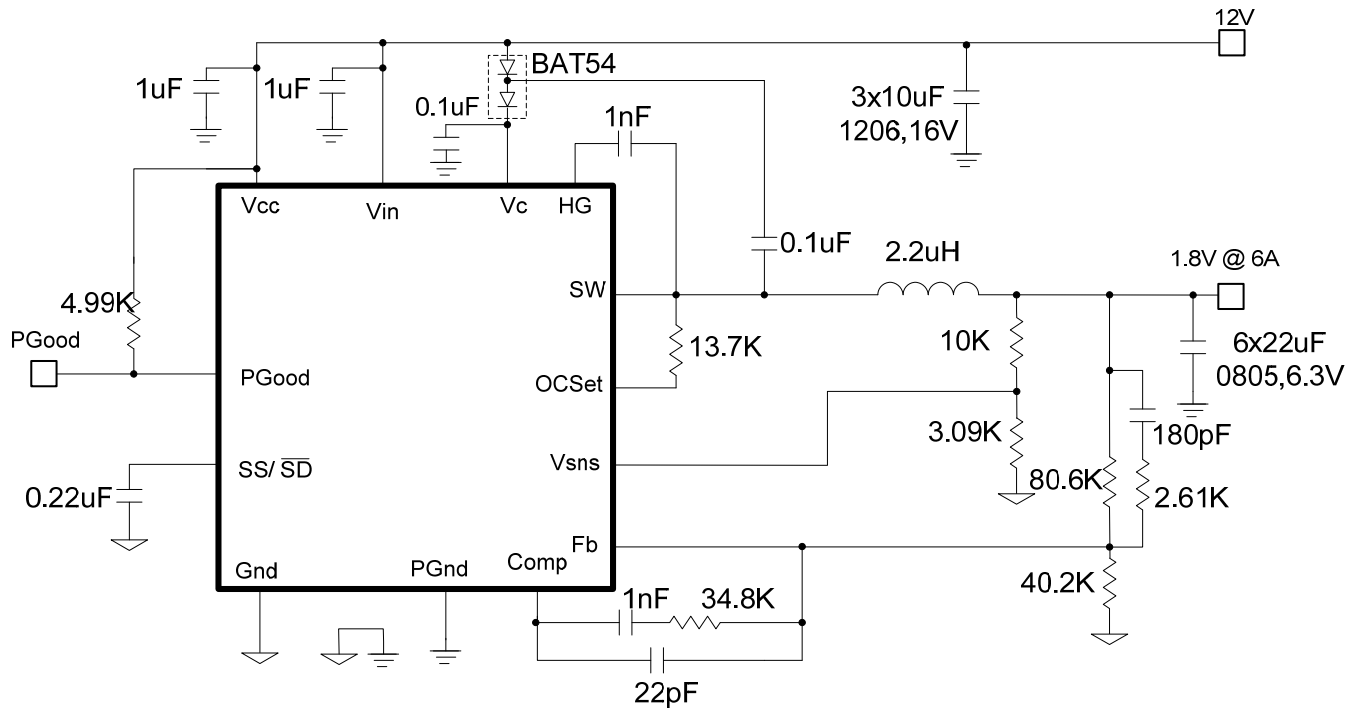 12V
BAT54
1uF
1uF
0.1uF
1nF
3x10uF
1206,16V
Vcc
Vin
Vc
HG
0.1uF
2.2uH
1.8V @ 6A
SW
4.99K
PGood
13.7K
10K
6x22uF
0805,6.3V
PGood
OCSet
3.09K
180pF
Vsns
SS/ SD
0.22uF
80.6K
2.61K
Fb
Comp
Gnd
PGnd
40.2K
1nF
34.8K
22pF